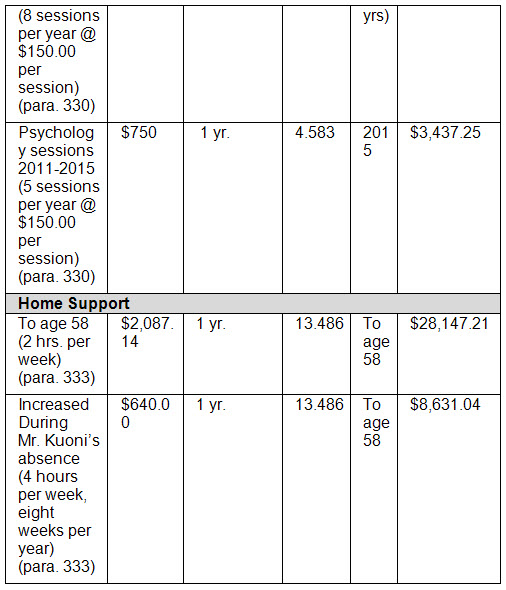 (8 sessions
per year @
$150.00
per
session)
(para. 330)
yrs)
Psycholog
y sessions
2011-2015
(5 sessions
per year @
$150.00
per
session)
(para. 330)
$750
1 yr.
4.583
201
5
$3,437.25
Home Support
To age 58
(2 hrs. per
week)
(para. 333)
$2,087.
14
1 yr.
13.486
To
age
58
$28,147.21
Increased
During
Mr. Kuoni’s
absence
(4 hours
per week,
eight
weeks per
year)
(para. 333)
$640.0
0
1 yr.
13.486
To
age
58
$8,631.04